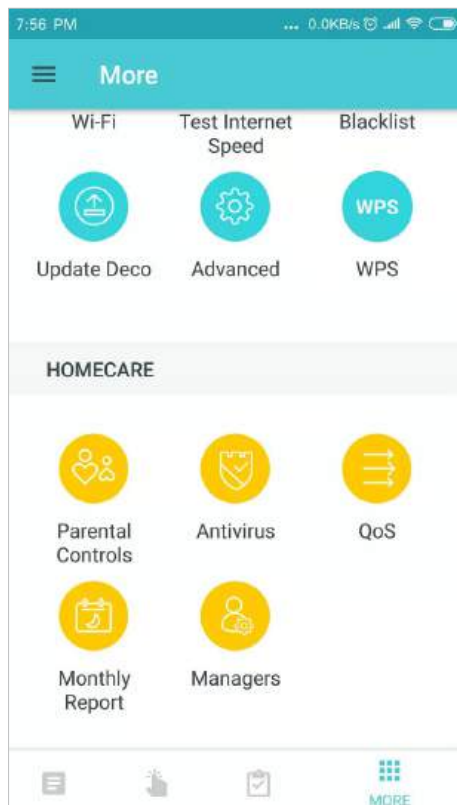 7:56 PM ... 0.0KB/s
More
Wi-Fi Test Internet Blacklist
Speed
WPS
Update Deco Advanced WPS
HOMECARE
Parental Antivirus QoS
Controls
Monthly Managers
Report
MORE